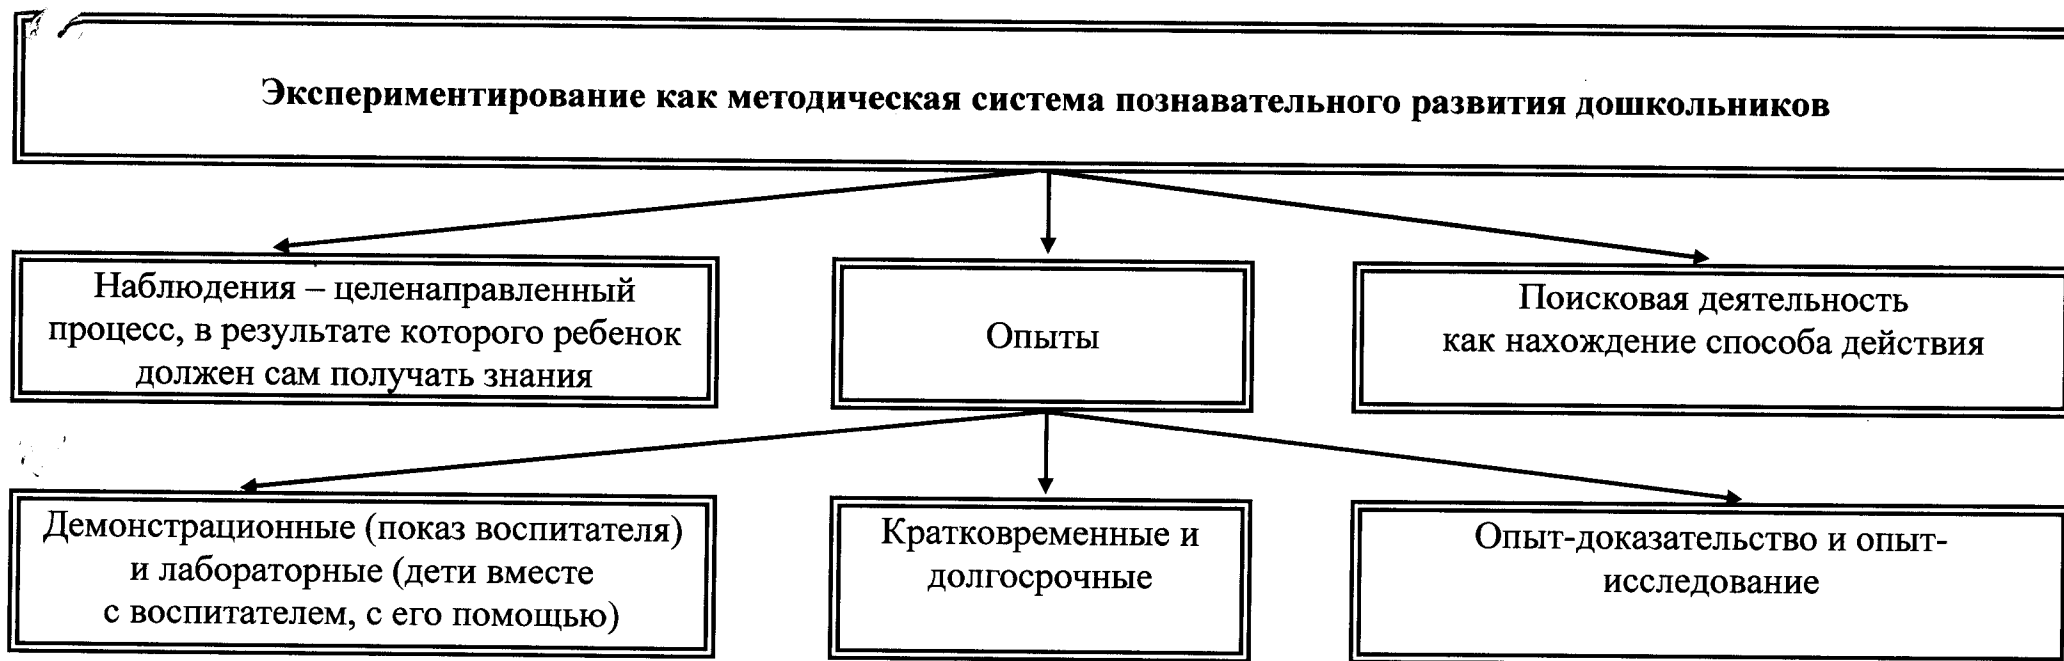 Экспериментирование как методическая система познавательного развития дошкольников
Наблюдения – целенаправленный
процесс, в результате которого ребенок
должен сам получать знания
Опыты
Поисковая деятельность
как нахождение способа действия
Демонстрационные (показ воспитателя)
и лабораторные (дети вместе
с воспитателем, с его помощью)
Кратковременные и
долгосрочные
Опыт-доказательство и опыт-
исследование